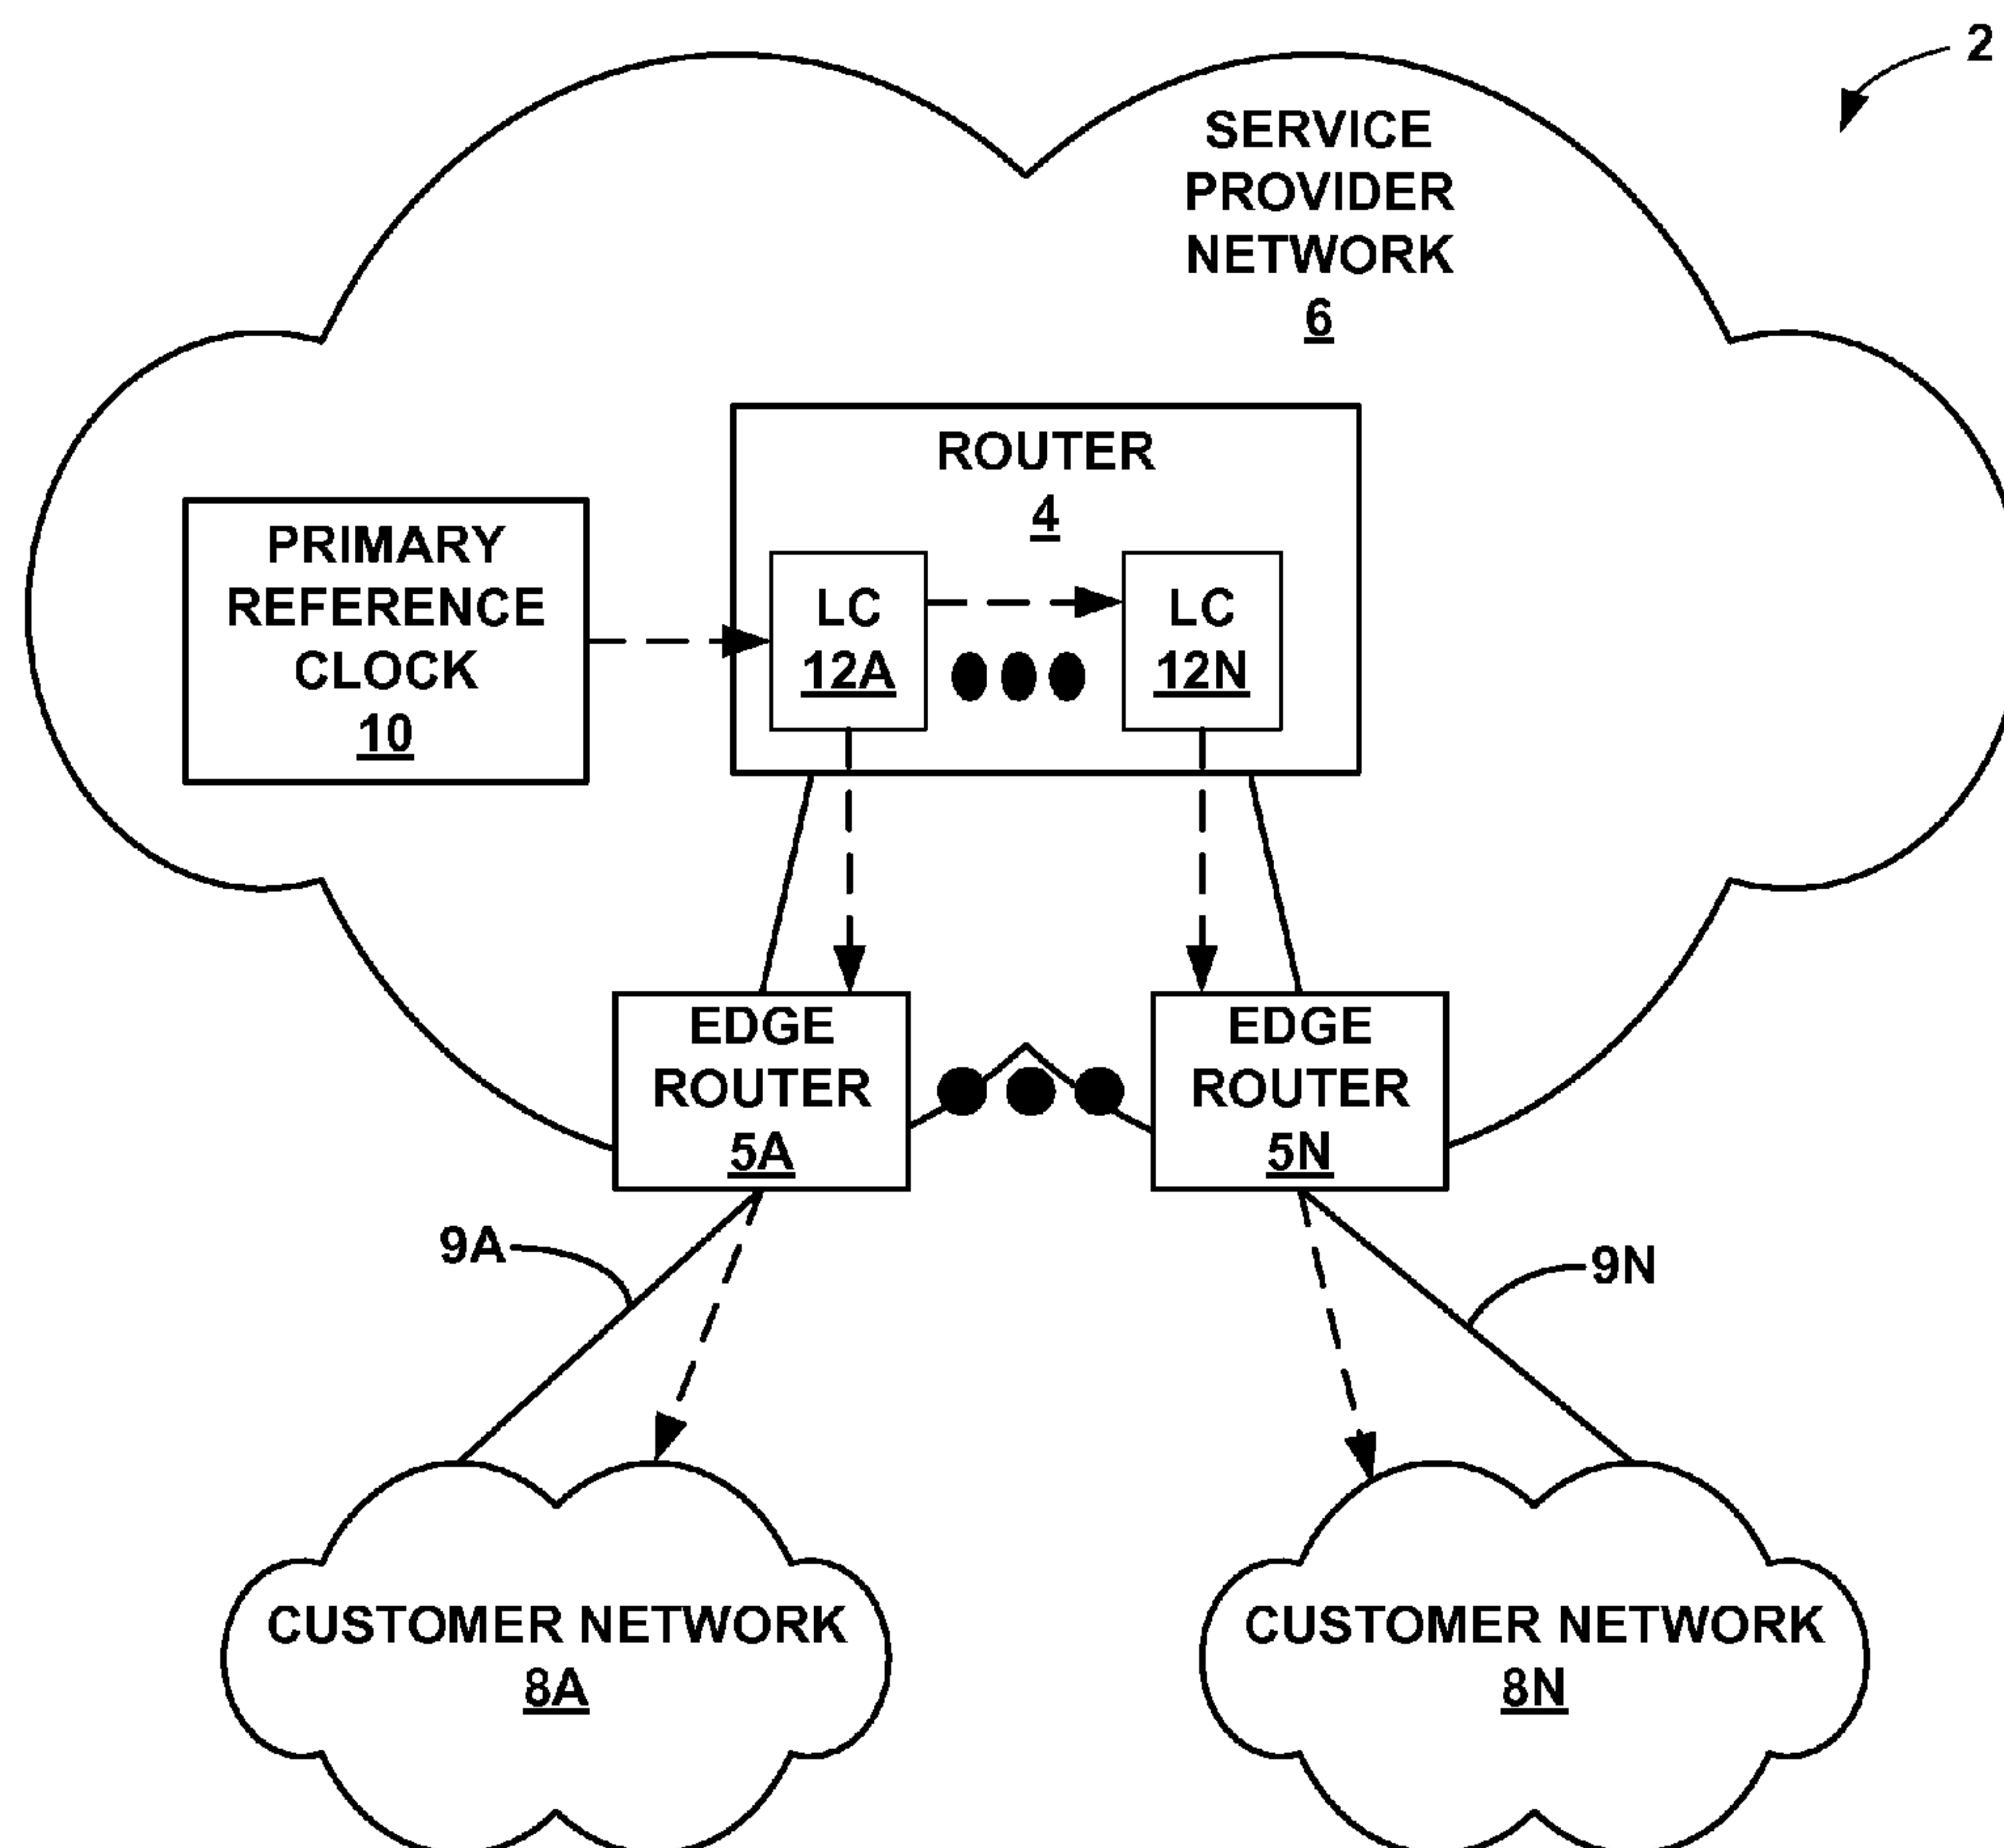 2
SERVICE
PROVIDER
NETWORK
6
ROUTER
4
PRIMARY
REFERENCE
CLOCK
10
LC
12A
LC
12N
EDGE
ROUTER
5A
EDGE
ROUTER
5N
9A
9N
CUSTOMER NETWORK
8A
CUSTOMER NETWORK
8N